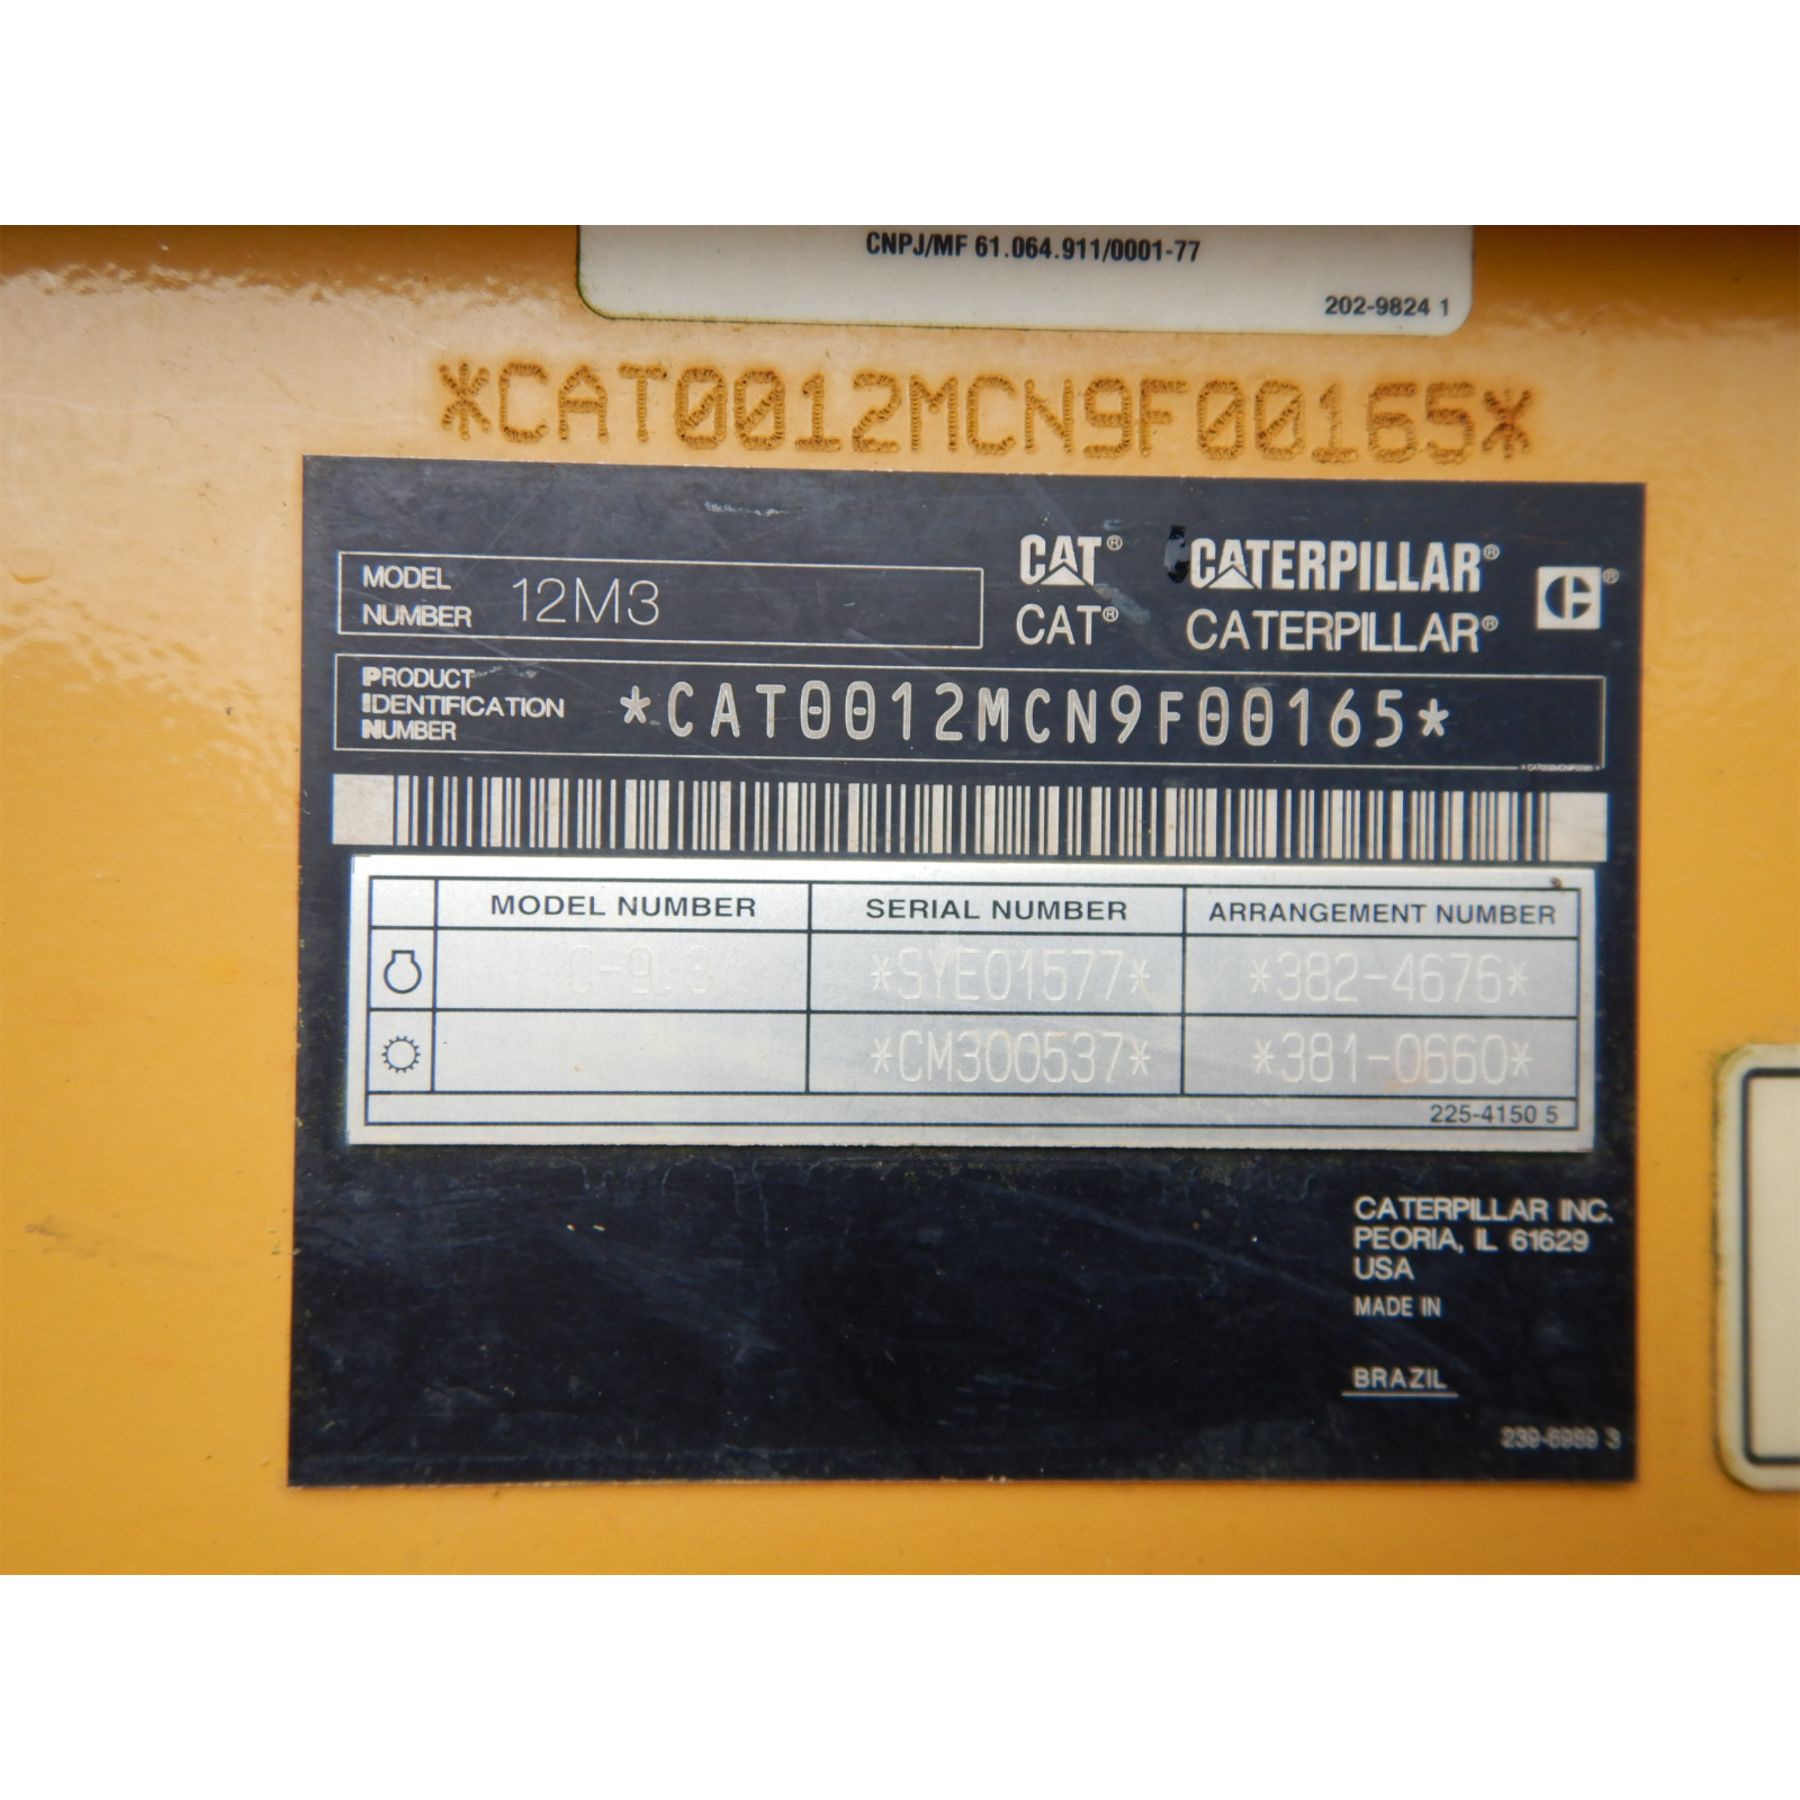 CNPJ/MF 61.064.911/0001-77
202-9824 1
*CAT0012MCN9F00165*
MODEL NUMBER 12M3
CAT® CATERPILLAR®
CAT® CATERPILLAR®
PRODUCT IDENTIFICATION NUMBER *CAT0012MCN9F00165*
MODEL NUMBER SERIAL NUMBER ARRANGEMENT NUMBER
C-9.3 *SYE01577* *382-4676*
*CM300537* *381-0660*
225-4150 5
CATERPILLAR INC.
PEORIA, IL 61629
USA
MADE IN
BRAZIL